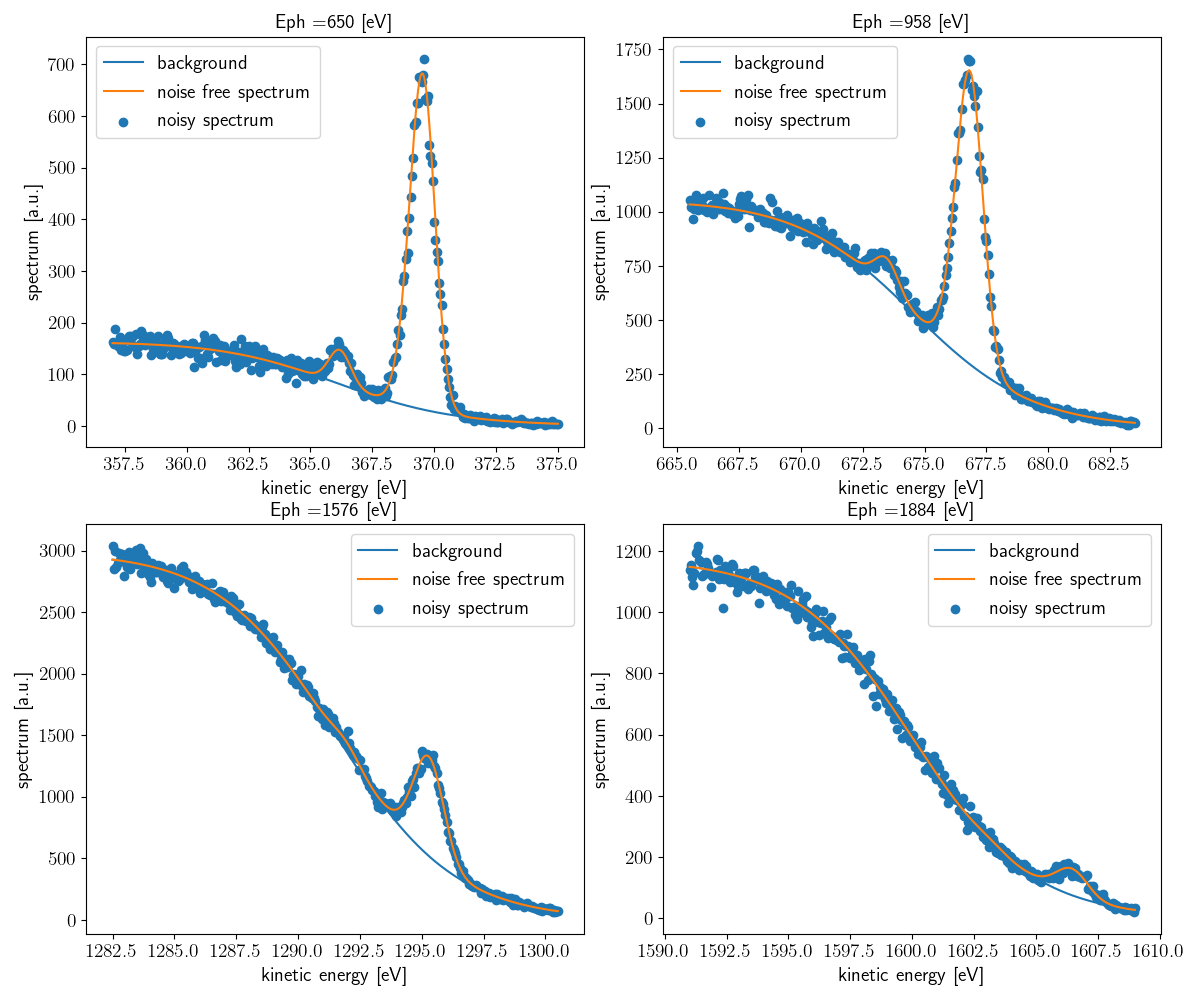 Eph =650 [eV]
background
noise free spectrum
noisy spectrum
spectrum [a.u.]
700
600
500
400
300
200
100
0
357.5 360.0 362.5 365.0 367.5 370.0 372.5 375.0
kinetic energy [eV]
Eph =958 [eV]
background
noise free spectrum
noisy spectrum
spectrum [a.u.]
1750
1500
1250
1000
750
500
250
0
665.0 667.5 670.0 672.5 675.0 677.5 680.0 682.5
kinetic energy [eV]
Eph =1576 [eV]
background
noise free spectrum
noisy spectrum
spectrum [a.u.]
3000
2500
2000
1500
1000
500
0
1282.5 1285.0 1287.5 1290.0 1292.5 1295.0 1297.5 1300.0
kinetic energy [eV]
Eph =1884 [eV]
background
noise free spectrum
noisy spectrum
spectrum [a.u.]
1200
1000
800
600
400
200
0
1590.0 1592.5 1595.0 1597.5 1600.0 1602.5 1605.0 1607.5 1610.0
kinetic energy [eV]